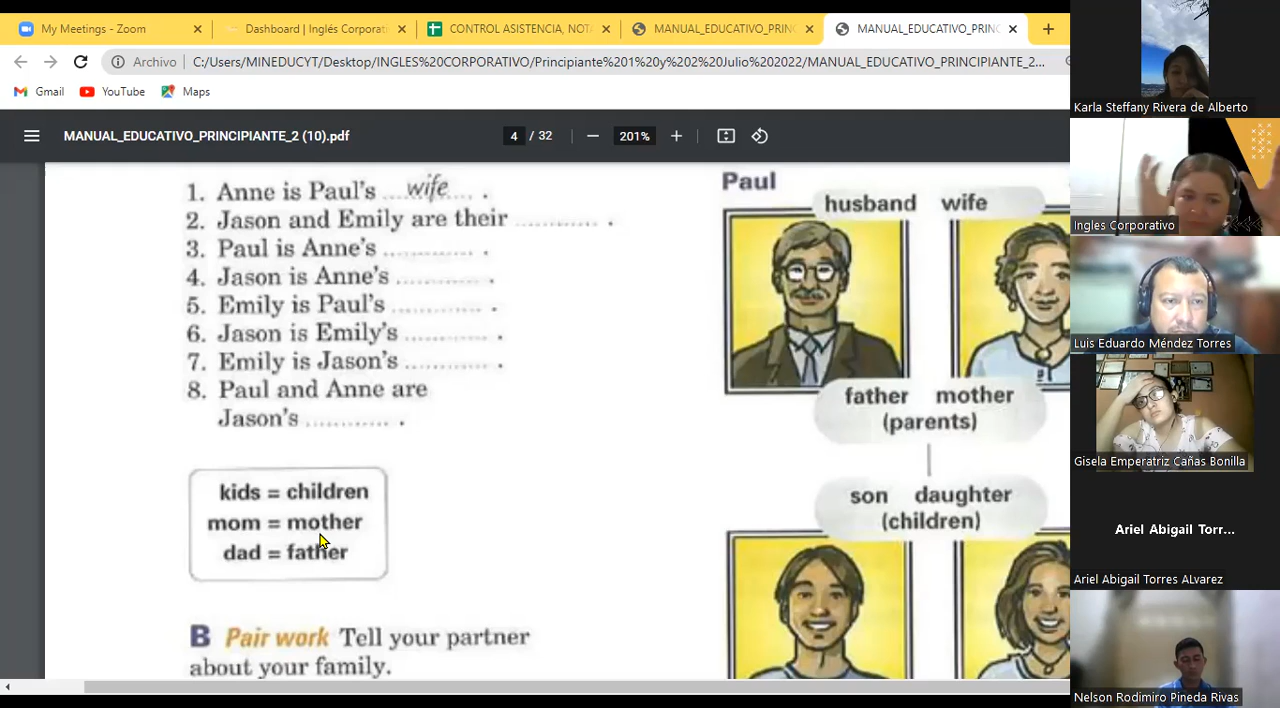 My Meetings - Zoom
Dashboard | Inglés Corporati
CONTROL ASISTENCIA, NOTA
MANUAL_EDUCATIVO_PRINC
MANUAL_EDUCATIVO_PRINC
Archivo
C:/Users/MINEDUCYT/Desktop/INGLES%20CORPORATIVO/Principiante%201%20y%202%20Julio%202022/MANUAL_EDUCATIVO_PRINCIPIANTE_2...
Gmail
YouTube
Maps
MANUAL_EDUCATIVO_PRINCIPIANTE_2 (10).pdf
4 / 32
201%
1. Anne is Paul's ...wife... .
2. Jason and Emily are their ............ .
3. Paul is Anne's ............ .
4. Jason is Anne's ............ .
5. Emily is Paul's ............ .
6. Jason is Emily's ............ .
7. Emily is Jason's ............ .
8. Paul and Anne are
Jason's ............ .
kids = children
mom = mother
dad = father
B Pair work Tell your partner
about your family.
Paul
husband wife
father mother
(parents)
son daughter
(children)
Karla Steffany Rivera de Alberto
Ingles Corporativo
Luis Eduardo Méndez Torres
Gisela Emperatriz Cañas Bonilla
Ariel Abigail Torr...
Ariel Abigail Torres ALvarez
Nelson Rodimiro Pineda Rivas